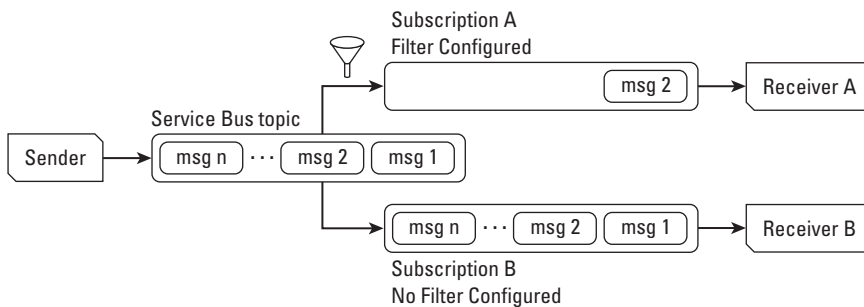 Subscription A
Filter Configured
msg 2
Receiver A
Service Bus topic
Sender
msg n ··· msg 2 msg 1
msg n ··· msg 2 msg 1
Receiver B
Subscription B
No Filter Configured